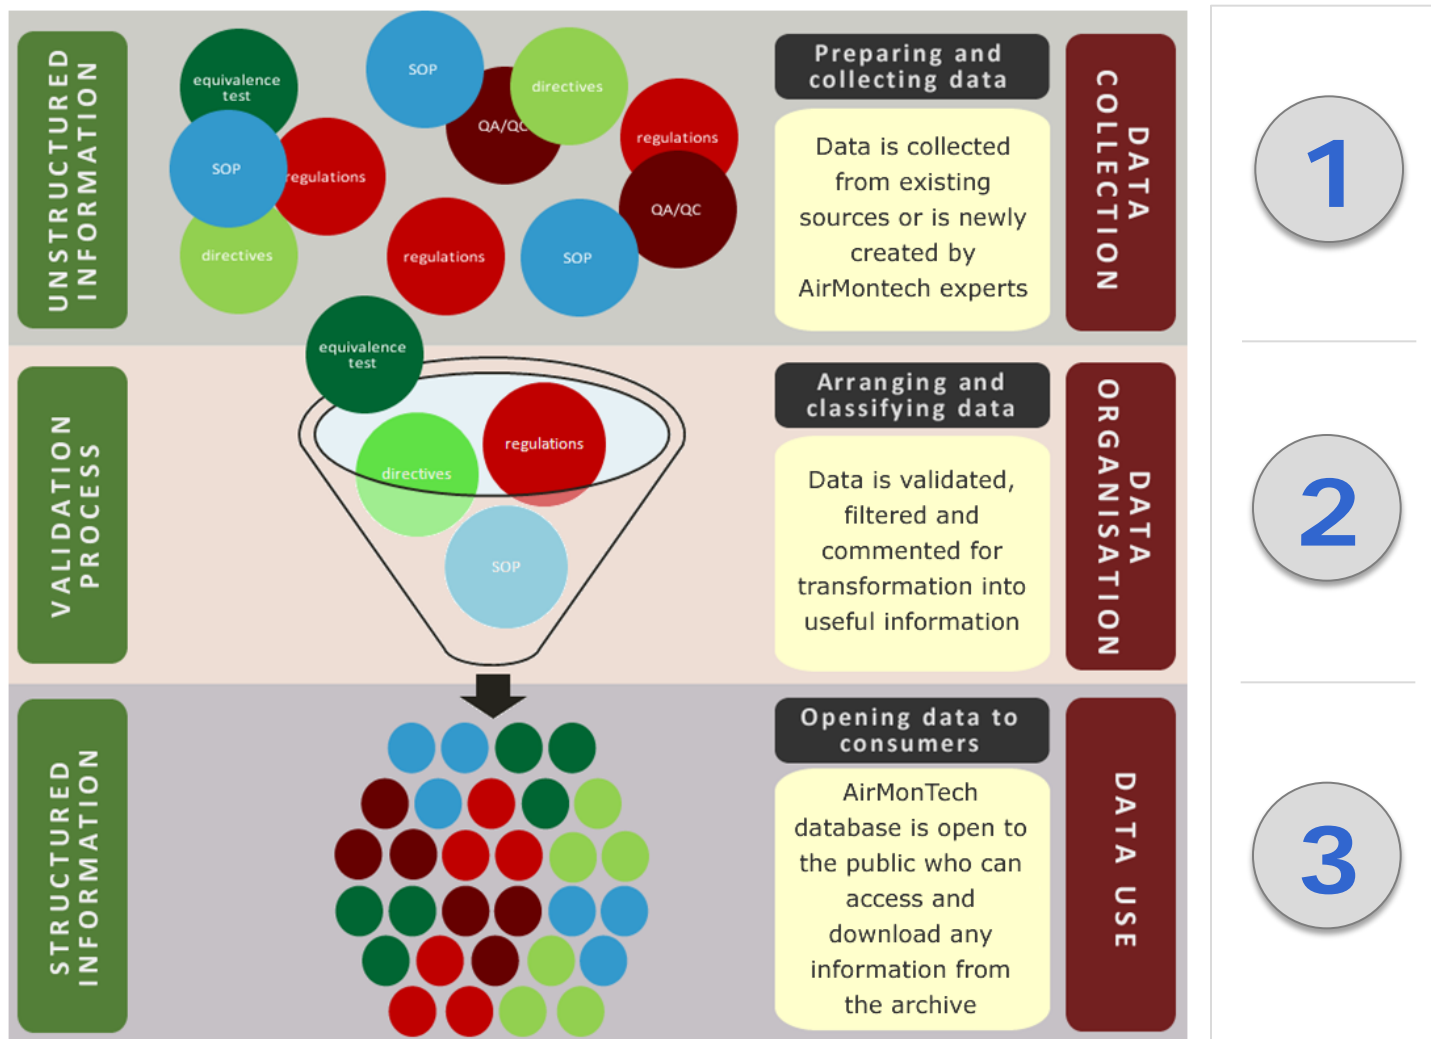 UNSTRUCTURED
INFORMATION
equivalence
test
SOP
regulations
directives
SOP
QA/QC
directives
regulations
QA/QC
regulations
SOP
Preparing and
collecting data
Data is collected
from existing
sources or is newly
created by
AirMontech experts
DATA
COLLECTION
1
VALIDATION
PROCESS
equivalence
test
directives
regulations
SOP
Arranging and
classifying data
Data is validated,
filtered and
commented for
transformation into
useful information
DATA
ORGANISATION
2
STRUCTURED
INFORMATION
Opening data to
consumers
AirMonTech
database is open to
the public who can
access and
download any
information from
the archive
DATA USE
3